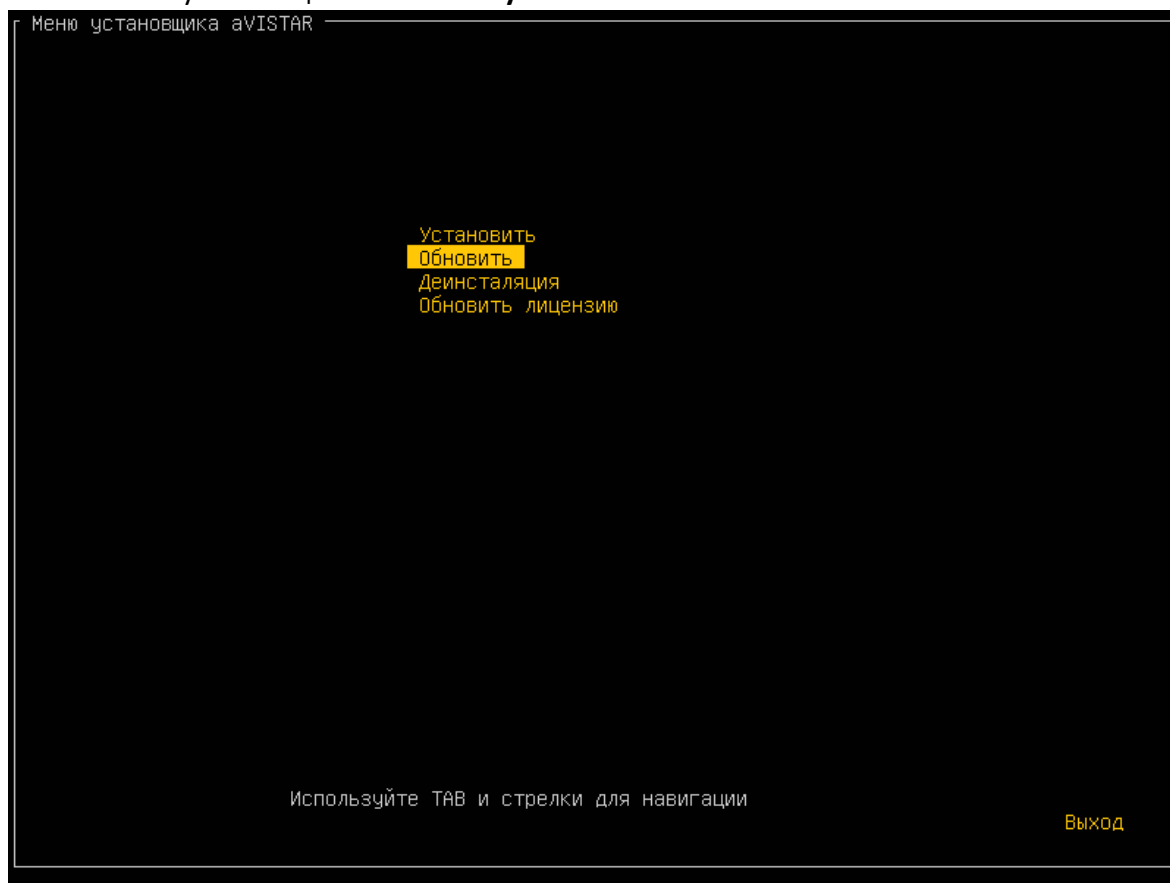 Меню установщика aVISTAR
Установить
Обновить
Деинсталяция
Обновить лицензию
Используйте TAB и стрелки для навигации
Выход